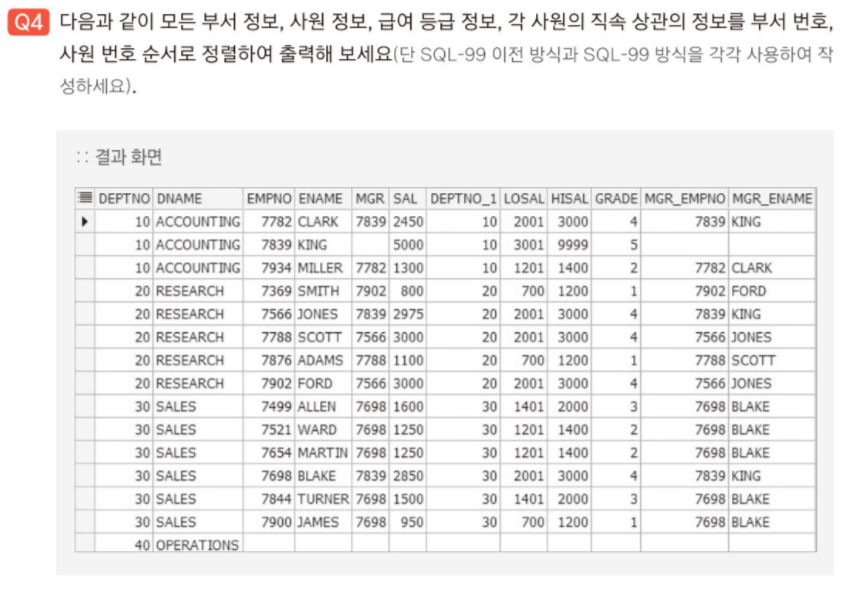 Q4 다음과 같이 모든 부서 정보, 사원 정보, 급여 등급 정보, 각 사원의 직속 상관의 정보를 부서 번호,
사원 번호 순서로 정렬하여 출력해 보세요(단 SQL-99 이전 방식과 SQL-99 방식을 각각 사용하여 작
성하세요).
:: 결과 화면
DEPTNO DNAME EMPNO ENAME MGR SAL DEPTNO_1 LOSAL HISAL GRADE MGR_EMPNO MGR_ENAME
10 ACCOUNTING 7782 CLARK 7839 2450 10 2001 3000 4 7839 KING
10 ACCOUNTING 7839 KING 5000 10 3001 9999 5
10 ACCOUNTING 7934 MILLER 7782 1300 10 1201 1400 2 7782 CLARK
20 RESEARCH 7369 SMITH 7902 800 20 700 1200 1 7902 FORD
20 RESEARCH 7566 JONES 7839 2975 20 2001 3000 4 7839 KING
20 RESEARCH 7788 SCOTT 7566 3000 20 2001 3000 4 7566 JONES
20 RESEARCH 7876 ADAMS 7788 1100 20 700 1200 1 7788 SCOTT
20 RESEARCH 7902 FORD 7566 3000 20 2001 3000 4 7566 JONES
30 SALES 7499 ALLEN 7698 1600 30 1401 2000 3 7698 BLAKE
30 SALES 7521 WARD 7698 1250 30 1201 1400 2 7698 BLAKE
30 SALES 7654 MARTIN 7698 1250 30 1201 1400 2 7698 BLAKE
30 SALES 7698 BLAKE 7839 2850 30 2001 3000 4 7839 KING
30 SALES 7844 TURNER 7698 1500 30 1401 2000 3 7698 BLAKE
30 SALES 7900 JAMES 7698 950 30 700 1200 1 7698 BLAKE
40 OPERATIONS